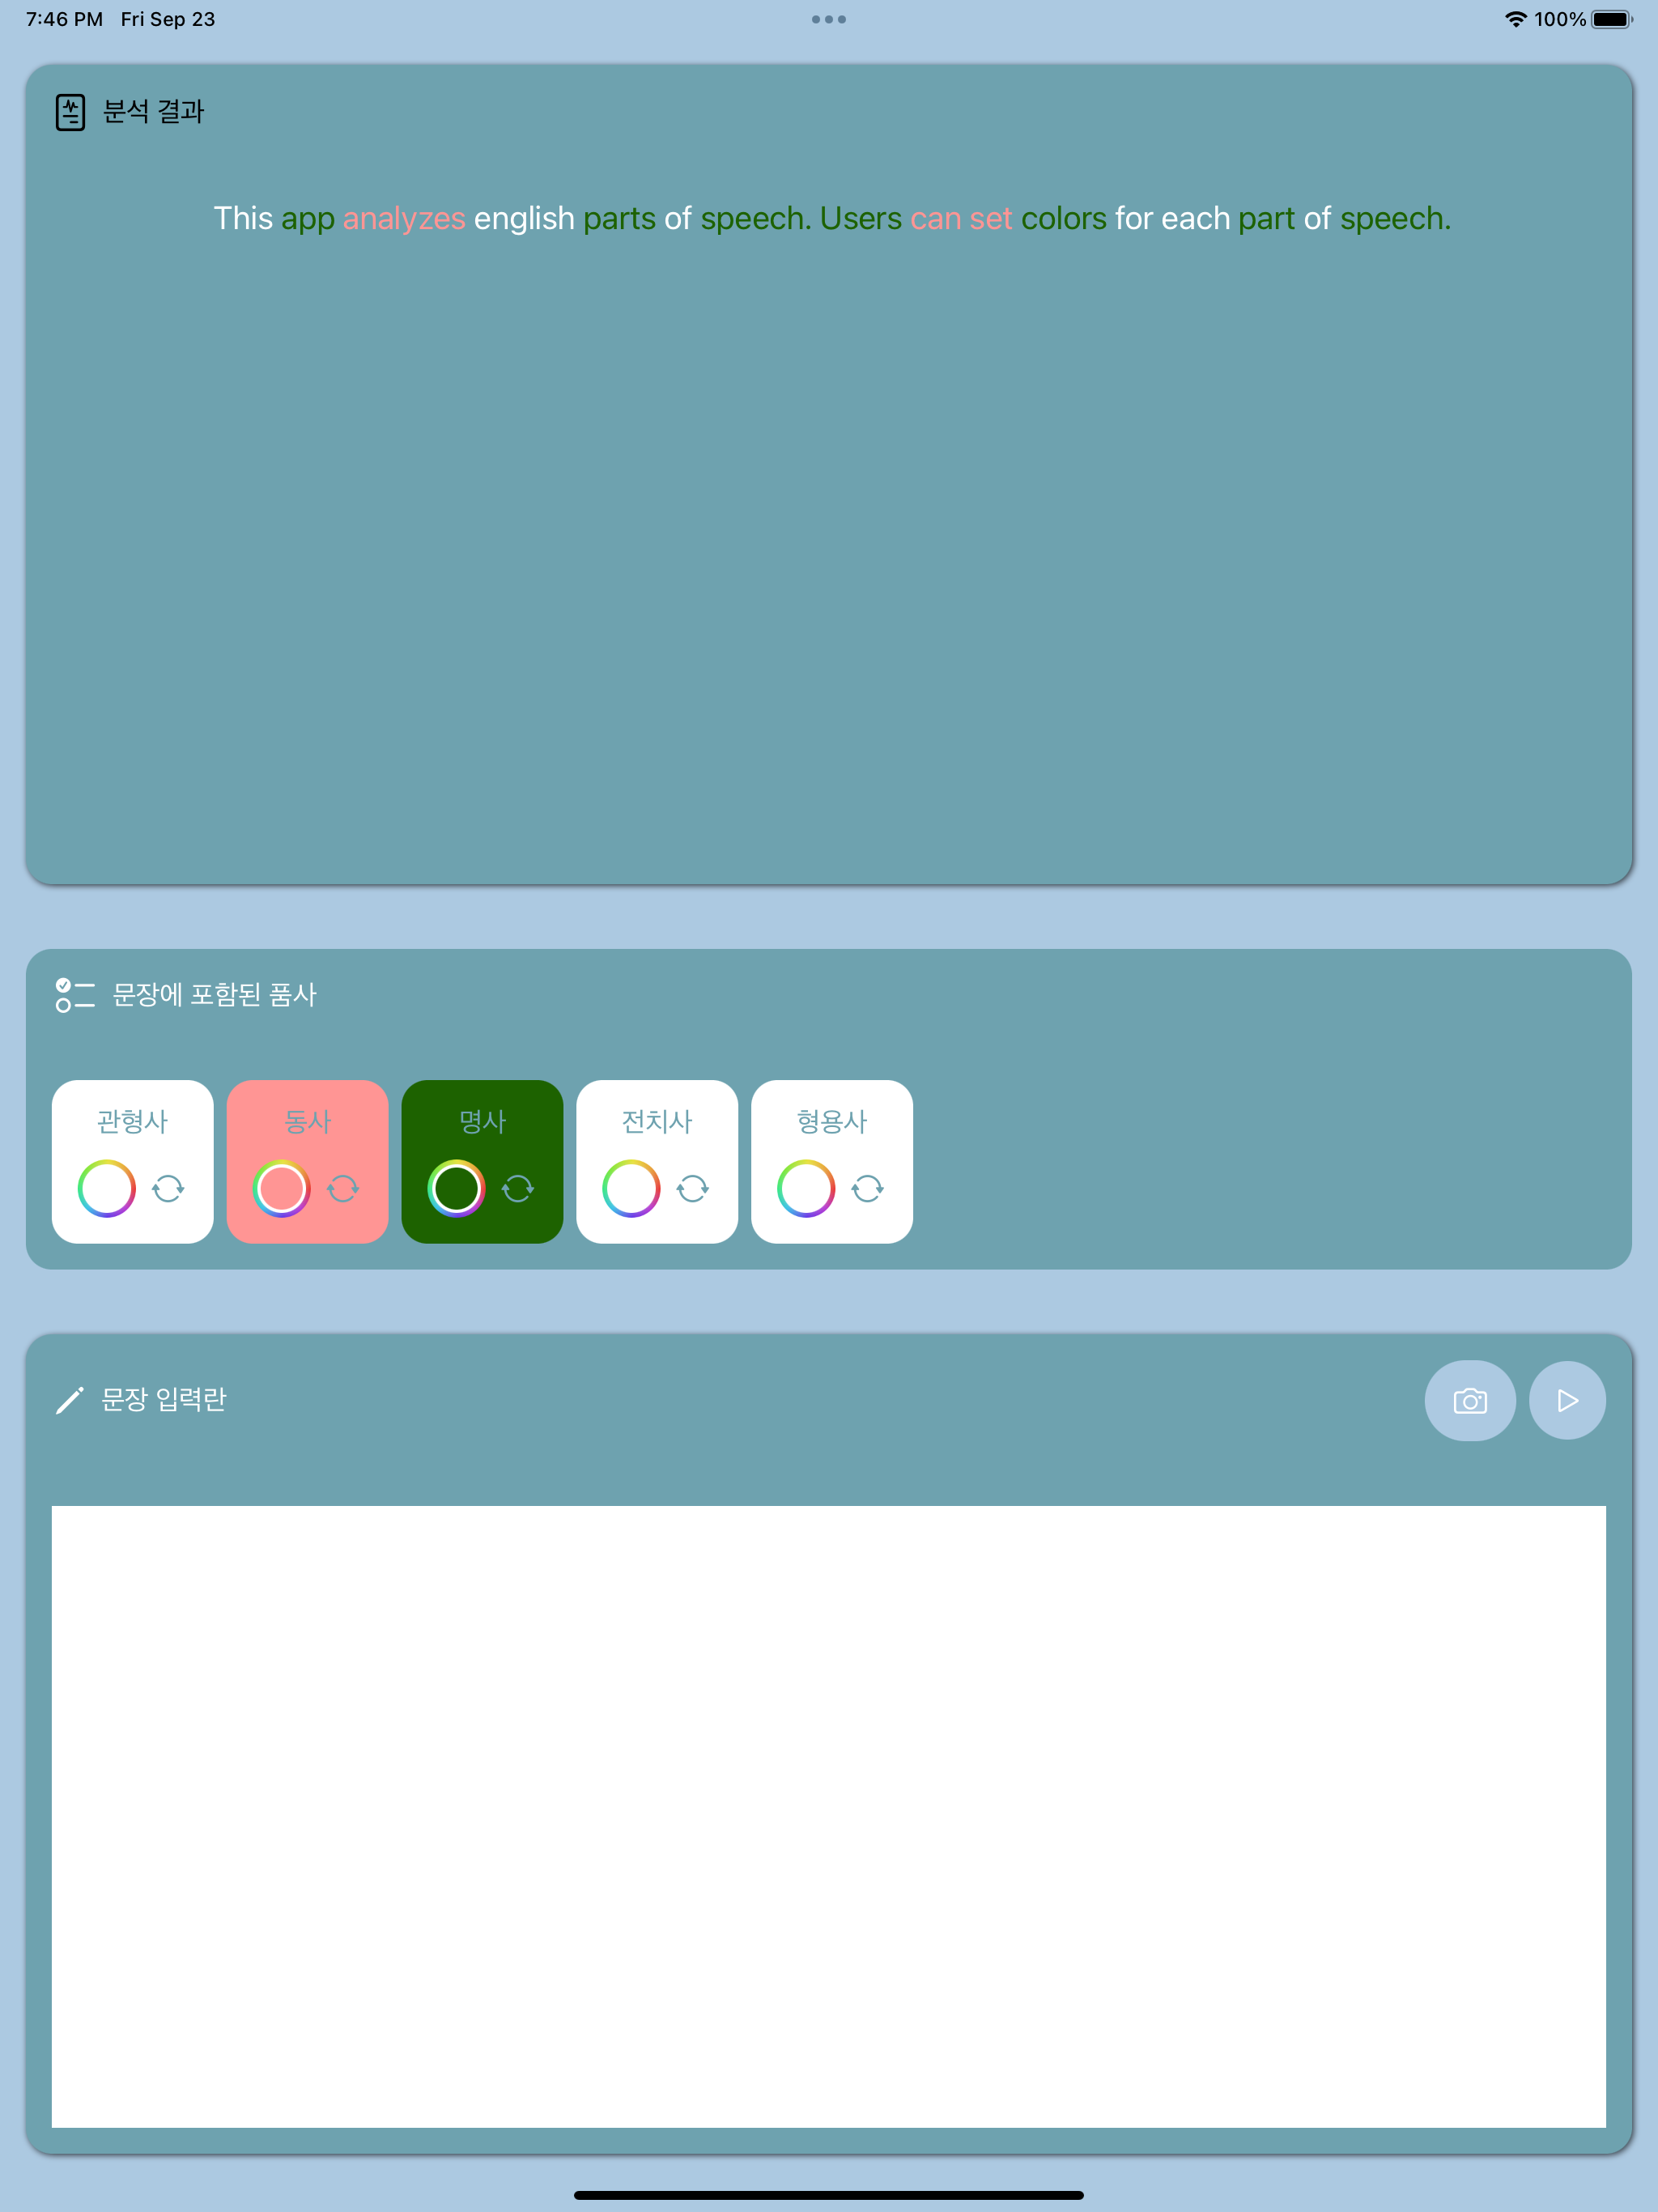 7:46 PM Fri Sep 23
100%
분석 결과
This app analyzes english parts of speech. Users can set colors for each part of speech.
문장에 포함된 품사
관형사 동사 명사 전치사 형용사
문장 입력란